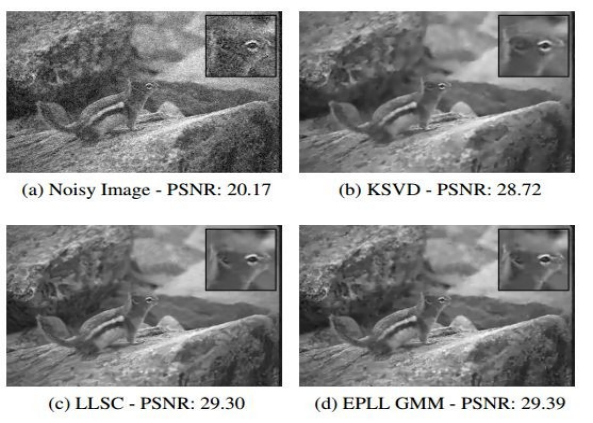 (a) Noisy Image - PSNR: 20.17
(b) KSVD - PSNR: 28.72
(c) LLSC - PSNR: 29.30
(d) EPLL GMM - PSNR: 29.39